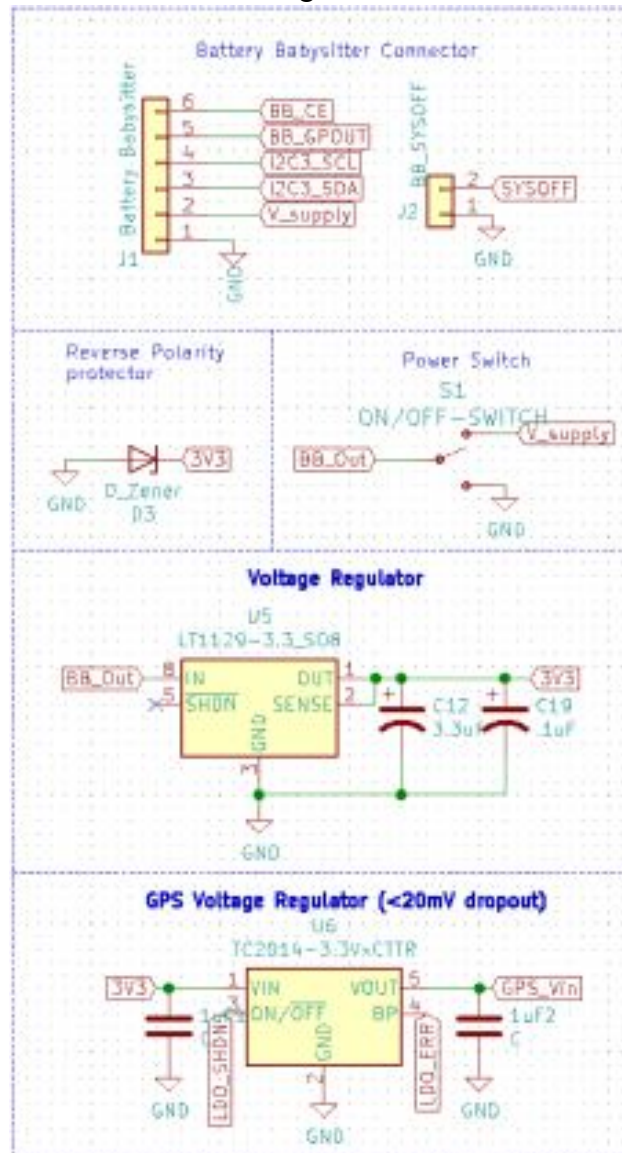 Battery Babysitter Connector
Battery Babysitter
6
BB_CE
5
BB_GPOUT
4
I2C3_SCL
3
I2C3_SDA
2
V_supply
1
J1
GND
BB_SYSOFF
2
SYSOFF
1
J2
GND
Reverse Polarity
protector
3V3
GND
D_Zener
D3
Power Switch
S1
ON/OFF-SWITCH
V_supply
BB_Out
GND
Voltage Regulator
U5
LT1129-3.3_SO8
BB_Out
8
IN
OUT
1
3V3
5
SHDN
SENSE
2
C12
C19
3.3uF
.1uF
GND
3
GND
GPS Voltage Regulator (<20mV dropout)
U6
TC2014-3.3VxCTTR
3V3
1
VIN
VOUT
5
GPS_Vin
3
ON/OFF
BP
4
1uF2
C
GND
2
LDO_SHDN
LDO_ERR
GND
GND
GND